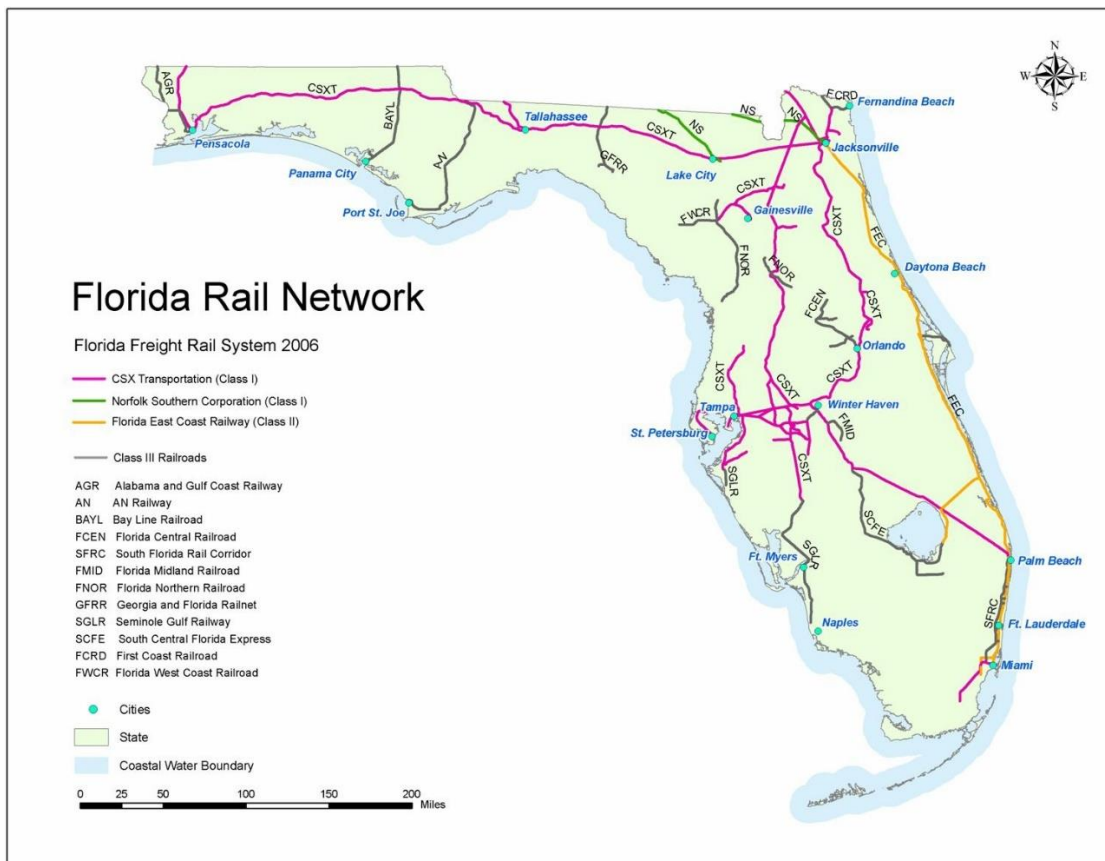 N
W E
S
AGR
CSXT
BAYL
AN
Pensacola
Panama City
Port St. Joe
Tallahassee
GFRR
CSXT
NS
NS
NS
FCRD
Fernandina Beach
Jacksonville
Lake City
CSXT
Gainesville
FWCR
FNOR
FNOR
CSXT
FEC
Daytona Beach
FCEN
CSXT
Orlando
CSXT
CSXT
CSXT
Tampa
Winter Haven
St. Petersburg
FMID
FEC
SGLR
CSXT
SCFE
Ft. Myers
SGLR
Palm Beach
Naples
SFRC
Ft. Lauderdale
Miami
Florida Rail Network
Florida Freight Rail System 2006
CSX Transportation (Class I)
Norfolk Southern Corporation (Class I)
Florida East Coast Railway (Class II)
Class III Railroads
AGR Alabama and Gulf Coast Railway
AN AN Railway
BAYL Bay Line Railroad
FCEN Florida Central Railroad
SFRC South Florida Rail Corridor
FMID Florida Midland Railroad
FNOR Florida Northern Railroad
GFRR Georgia and Florida Railnet
SGLR Seminole Gulf Railway
SCFE South Central Florida Express
FCRD First Coast Railroad
FWCR Florida West Coast Railroad
Cities
State
Coastal Water Boundary
0 25 50 100 150 200
Miles